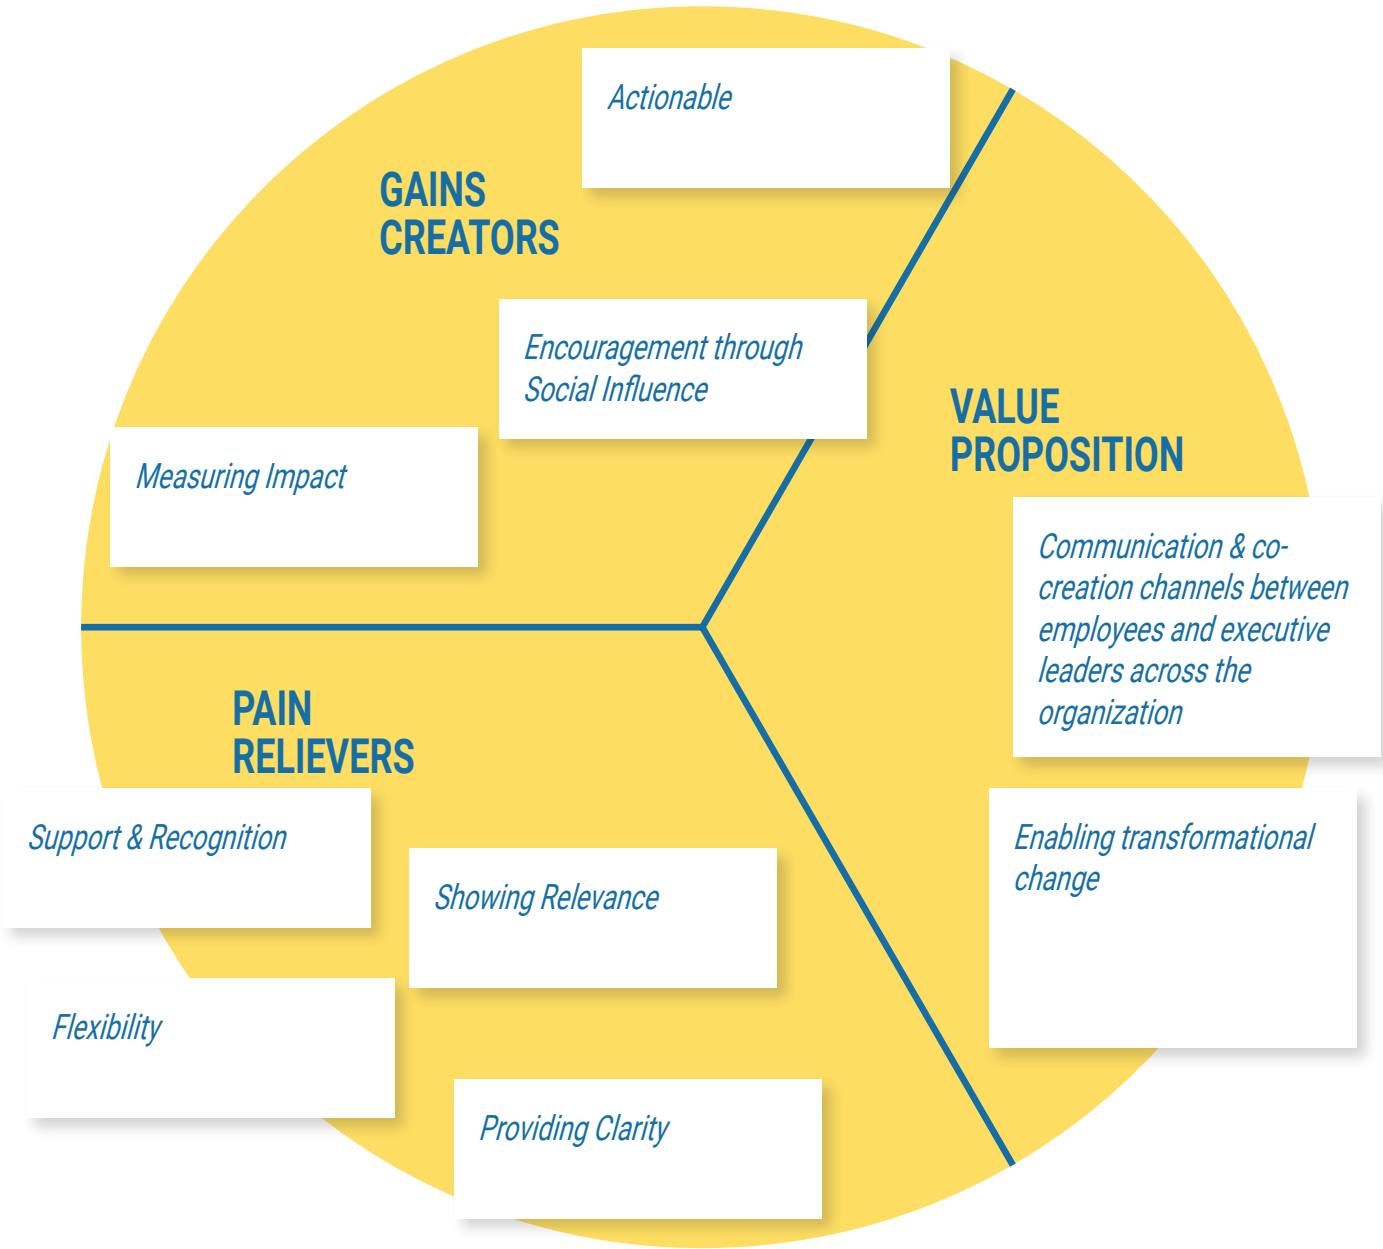 Actionable
GAINS
CREATORS
Encouragement through
Social Influence
Measuring Impact
VALUE
PROPOSITION
Communication & co-
creation channels between
employees and executive
leaders across the
organization
Enabling transformational
change
PAIN
RELIEVERS
Support & Recognition
Showing Relevance
Flexibility
Providing Clarity